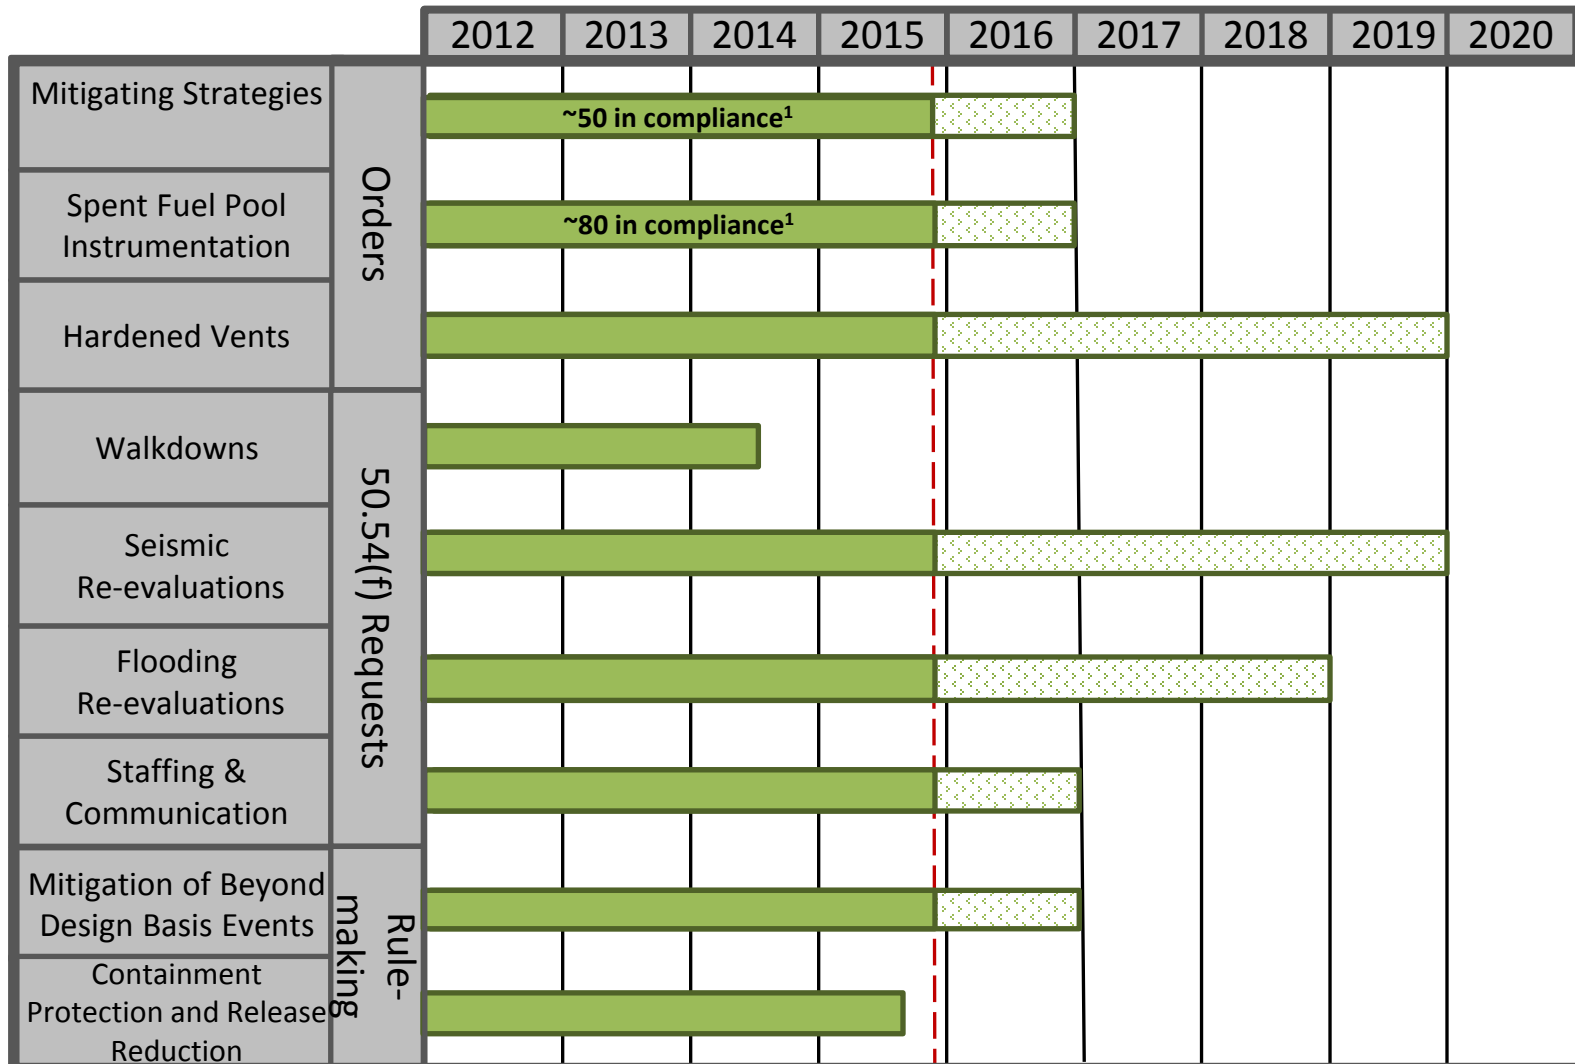 2012 2013 2014 2015 2016 2017 2018 2019 2020
Mitigating Strategies
~50 in compliance¹
Orders
Spent Fuel Pool
Instrumentation
~80 in compliance¹
Hardened Vents
Walkdowns
50.54(f) Requests
Seismic
Re-evaluations
Flooding
Re-evaluations
Staffing &
Communication
Mitigation of Beyond
Design Basis Events
Rule-
making
Containment
Protection and Release
Reduction